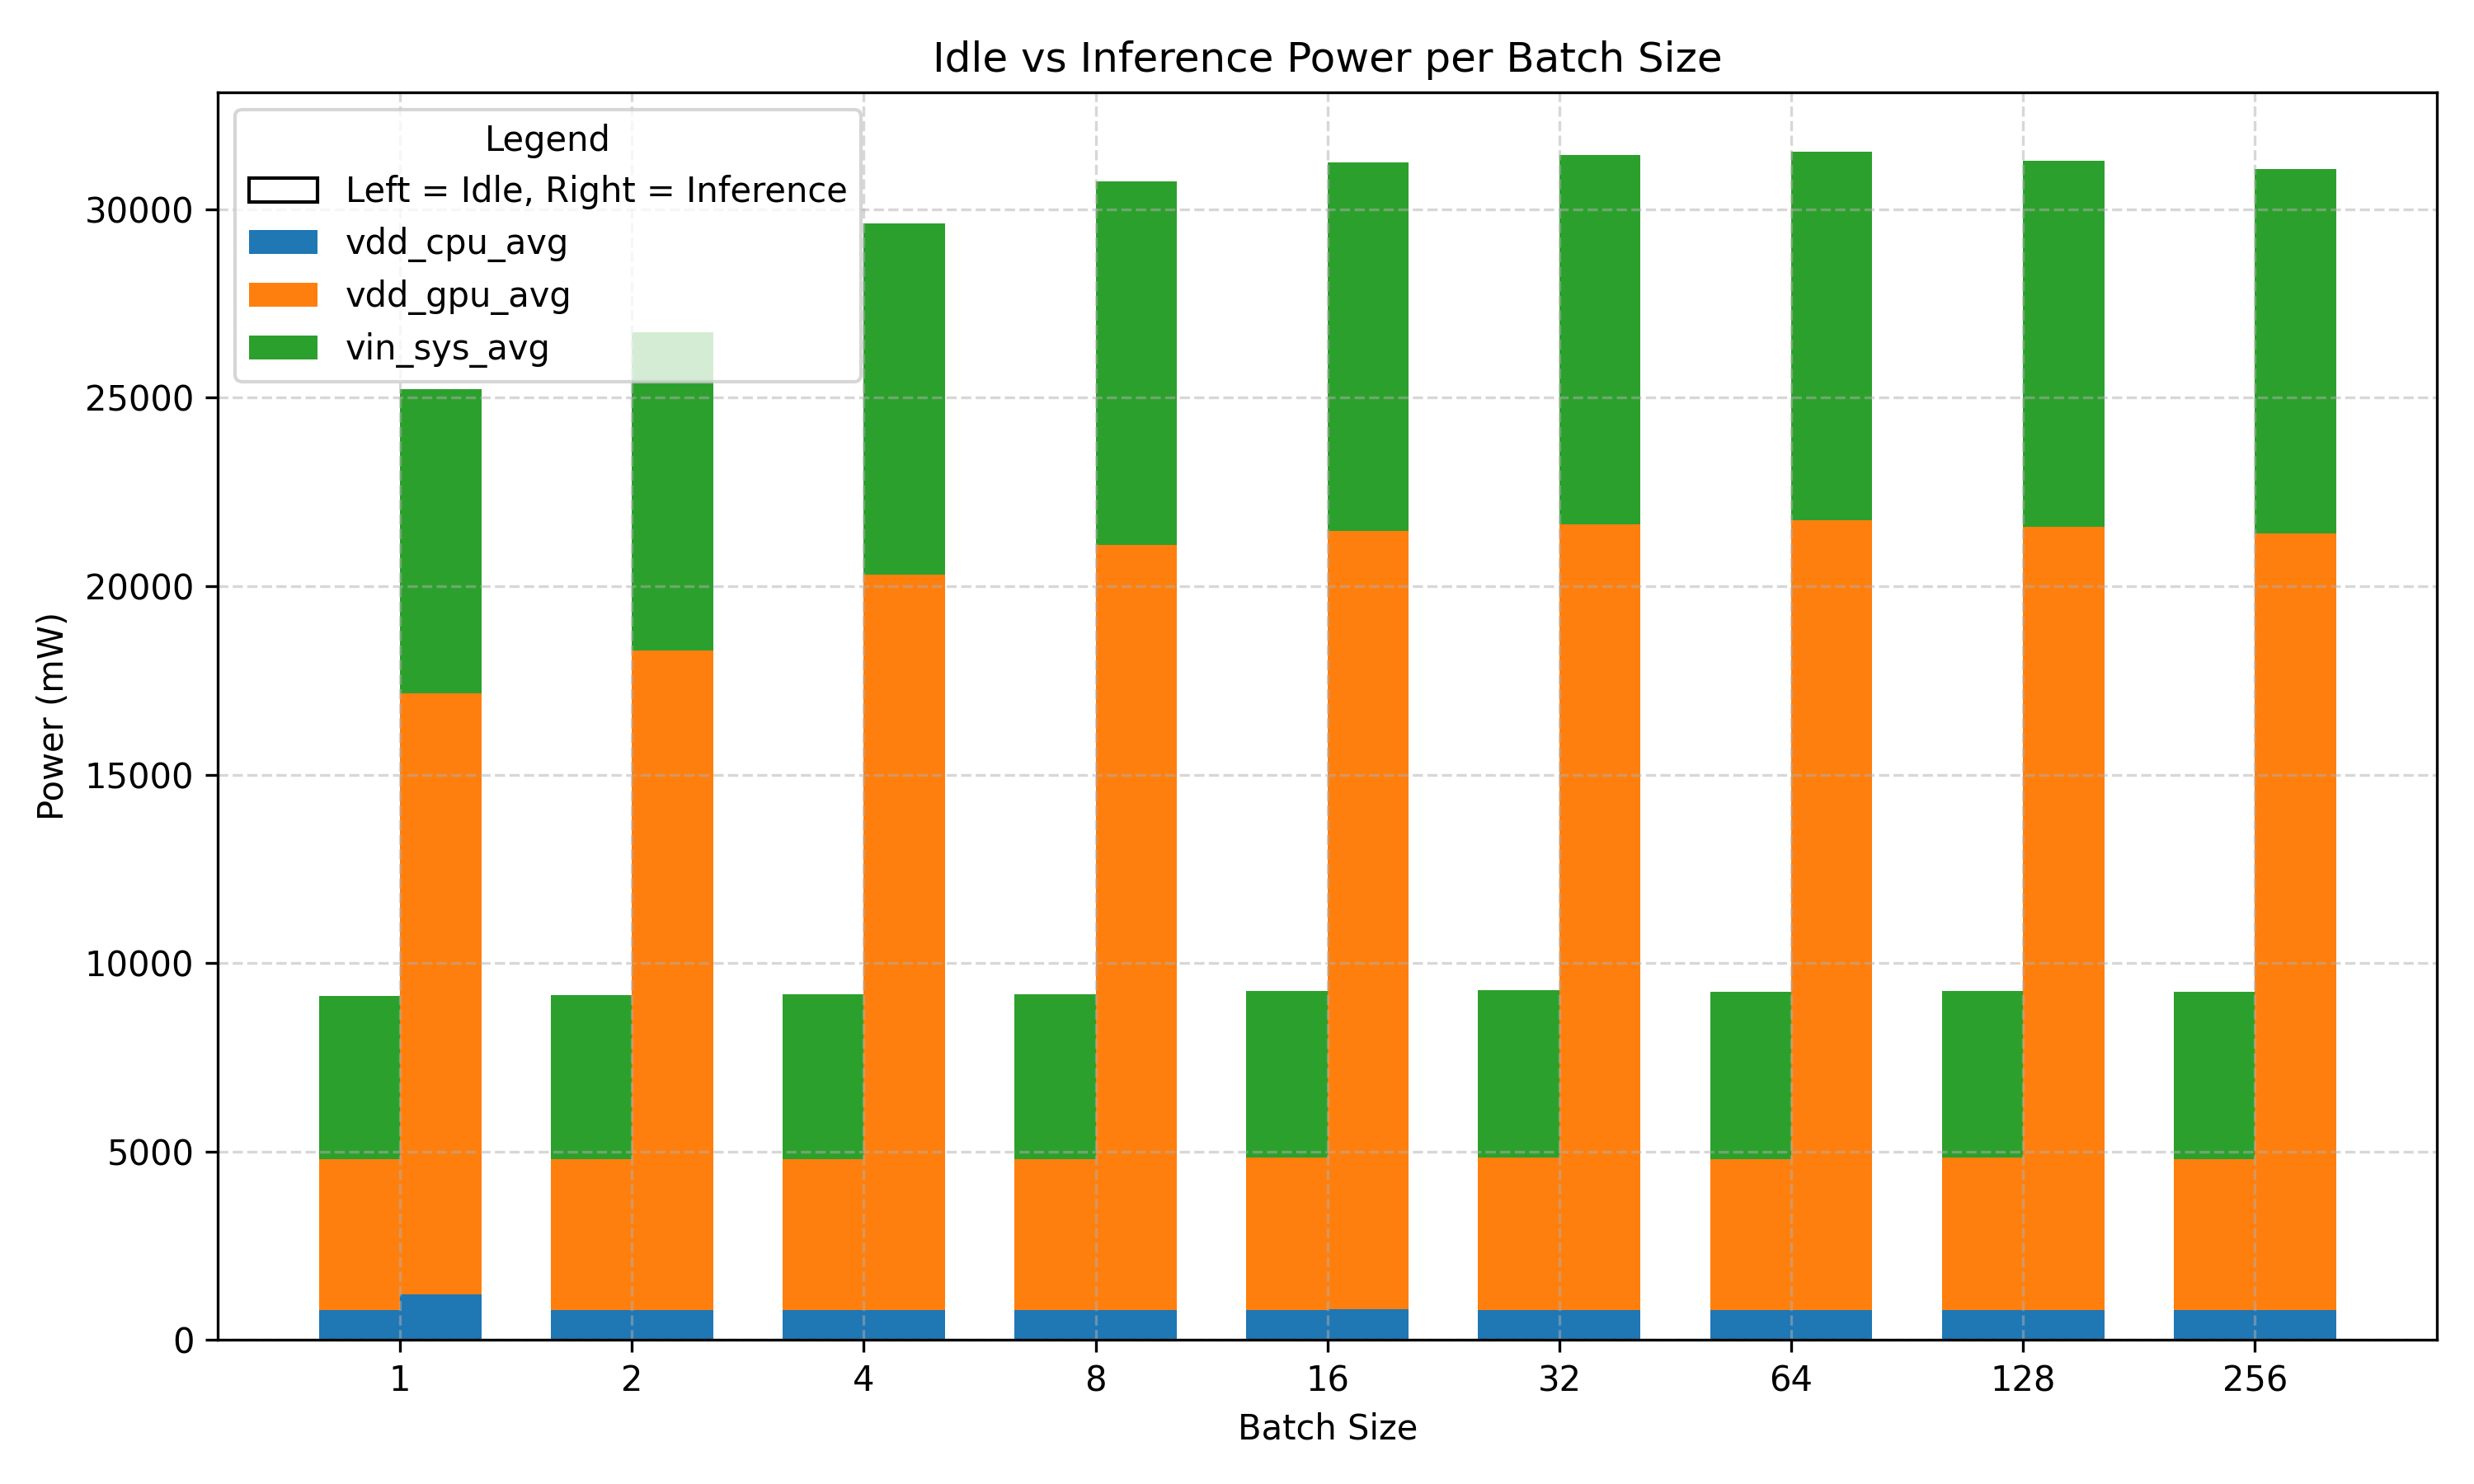 Idle vs Inference Power per Batch Size
Legend
Left = Idle, Right = Inference
vdd_cpu_avg
vdd_gpu_avg
vin_sys_avg
Power (mW)
30000
25000
20000
15000
10000
5000
0
1 2 4 8 16 32 64 128 256
Batch Size